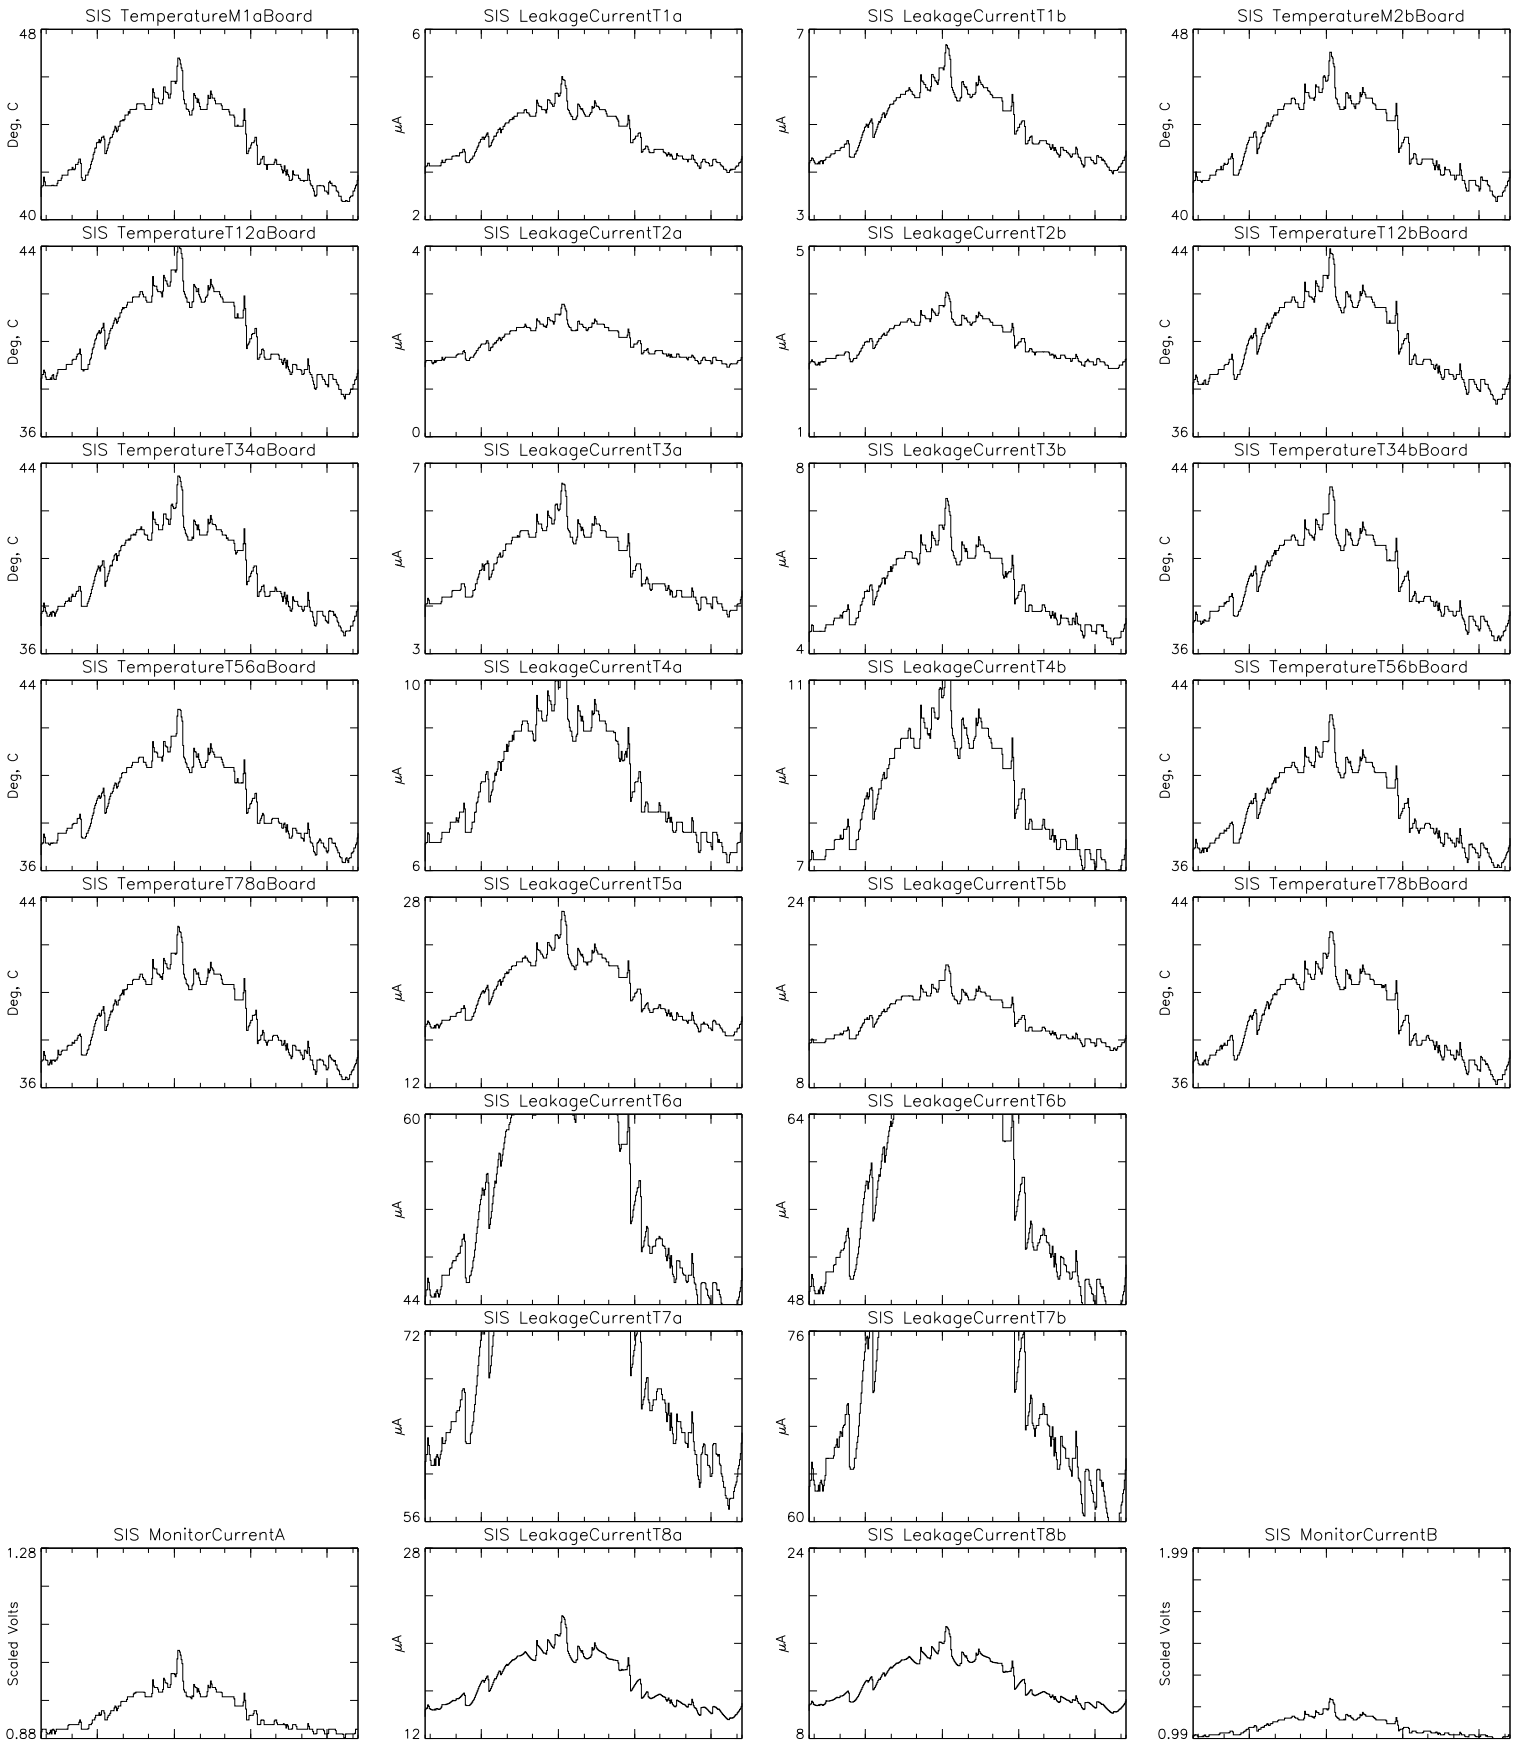 SIS TemperatureM1aBoard
48
Deg, C
40
SIS LeakageCurrentT1a
6
μA
2
SIS LeakageCurrentT1b
7
μA
3
SIS TemperatureM2bBoard
48
Deg, C
40
SIS TemperatureT12aBoard
44
Deg, C
36
SIS LeakageCurrentT2a
4
μA
0
SIS LeakageCurrentT2b
5
μA
1
SIS TemperatureT12bBoard
44
Deg, C
36
SIS TemperatureT34aBoard
44
Deg, C
36
SIS LeakageCurrentT3a
7
μA
3
SIS LeakageCurrentT3b
8
μA
4
SIS TemperatureT34bBoard
44
Deg, C
36
SIS TemperatureT56aBoard
44
Deg, C
36
SIS LeakageCurrentT4a
10
μA
6
SIS LeakageCurrentT4b
11
μA
7
SIS TemperatureT56bBoard
44
Deg, C
36
SIS TemperatureT78aBoard
44
Deg, C
36
SIS LeakageCurrentT5a
28
μA
12
SIS LeakageCurrentT5b
24
μA
8
SIS TemperatureT78bBoard
44
Deg, C
36
SIS LeakageCurrentT6a
60
μA
44
SIS LeakageCurrentT6b
64
μA
48
SIS LeakageCurrentT7a
72
μA
56
SIS LeakageCurrentT7b
76
μA
60
SIS MonitorCurrentA
1.28
Scaled Volts
0.88
SIS LeakageCurrentT8a
28
μA
12
SIS LeakageCurrentT8b
24
μA
8
SIS MonitorCurrentB
1.99
Scaled Volts
0.99